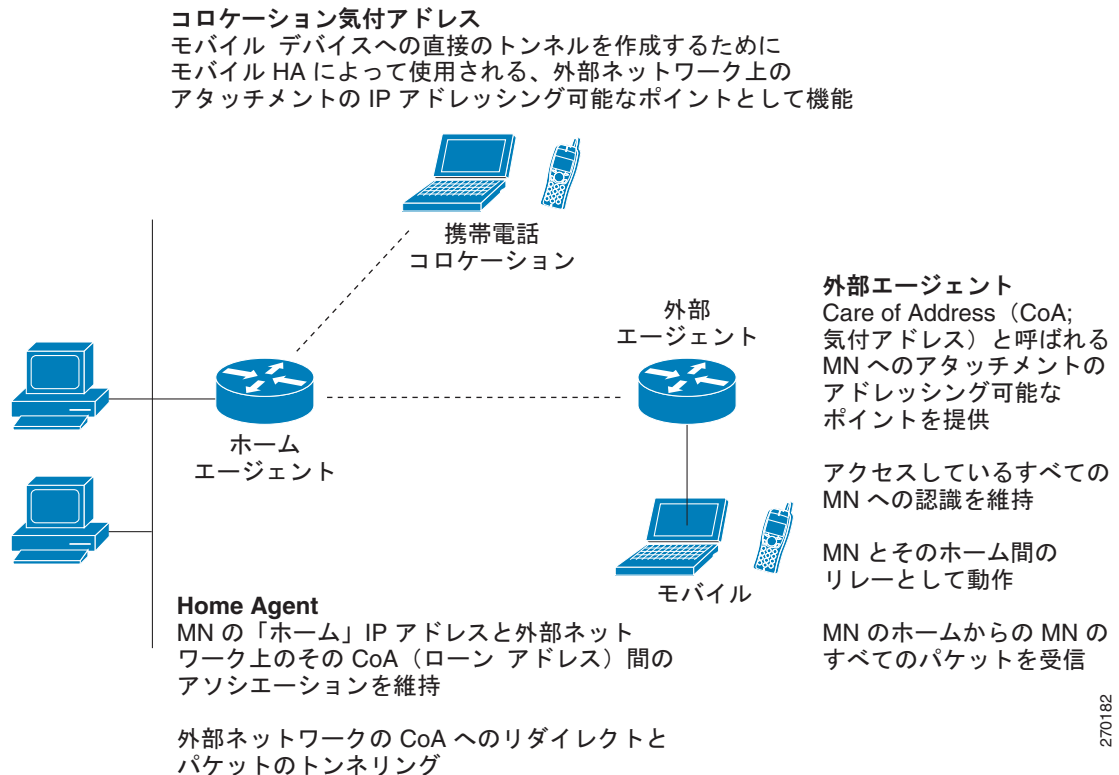 コロケーション気付アドレス
モバイル デバイスへの直接のトンネルを作成するために
モバイル HA によって使用される、外部ネットワーク上の
アタッチメントの IP アドレッシング可能なポイントとして機能
携帯電話
コロケーション
外部
エージェント
外部エージェント
Care of Address（CoA;
気付アドレス）と呼ばれる
MN へのアタッチメントの
アドレッシング可能な
ポイントを提供
アクセスしているすべての
MN への認識を維持
MN とそのホーム間の
リレーとして動作
MN のホームからの MN の
すべてのパケットを受信
ホーム
エージェント
モバイル
Home Agent
MN の「ホーム」IP アドレスと外部ネット
ワーク上のその CoA（ローン アドレス）間の
アソシエーションを維持
外部ネットワークの CoA へのリダイレクトと
パケットのトンネリング
270182